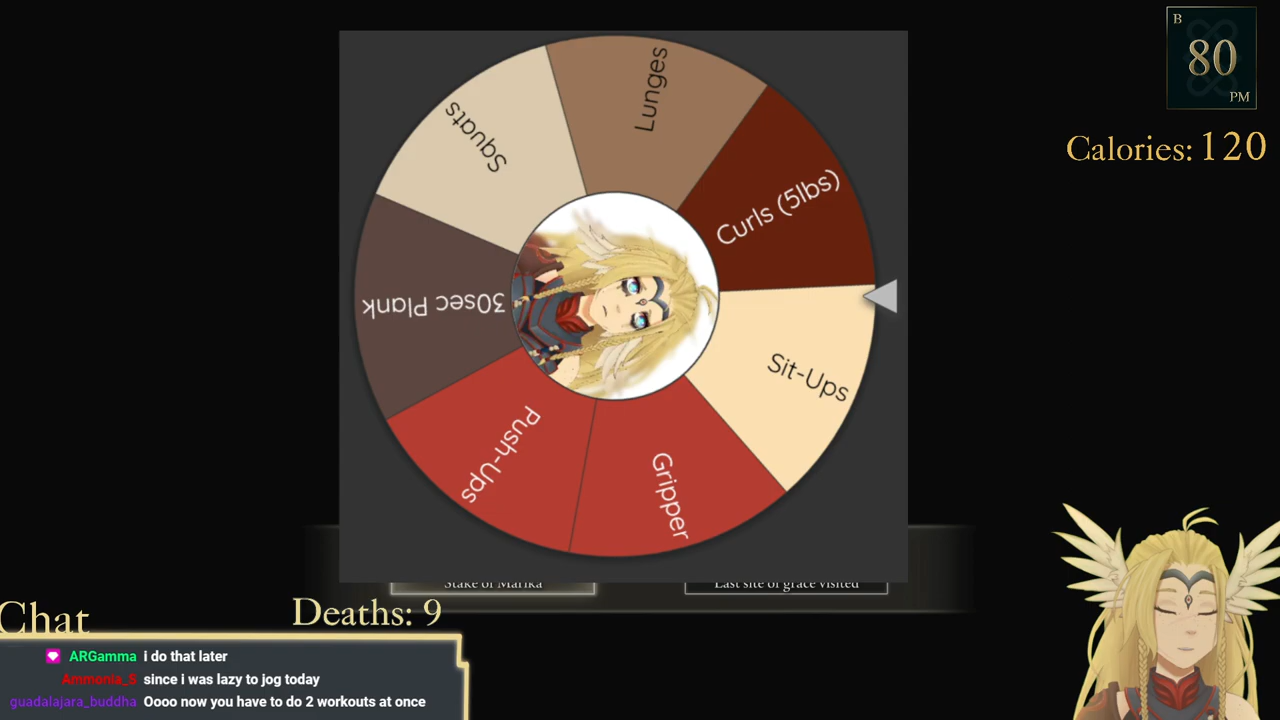 B
80
PM
Calories: 120
Lunges
Squats
Curls (5lbs)
30sec Plank
Sit-Ups
Push-Ups
Gripper
Stake of Marika
Last site of grace visited
Deaths: 9
Chat
ARGamma i do that later
Ammonia_S since i was lazy to jog today
guadalajara_buddha Oooo now you have to do 2 workouts at once